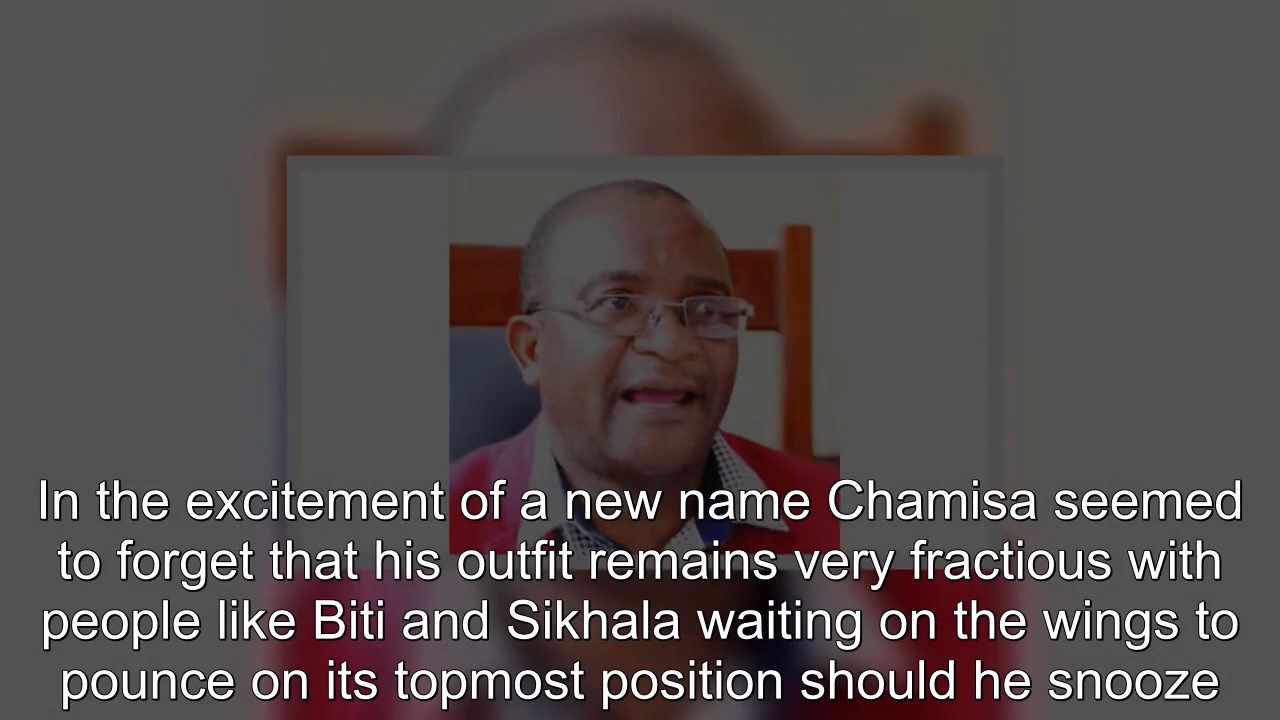 In the excitement of a new name Chamisa seemed
to forget that his outfit remains very fractious with
people like Biti and Sikhala waiting on the wings to
pounce on its topmost position should he snooze